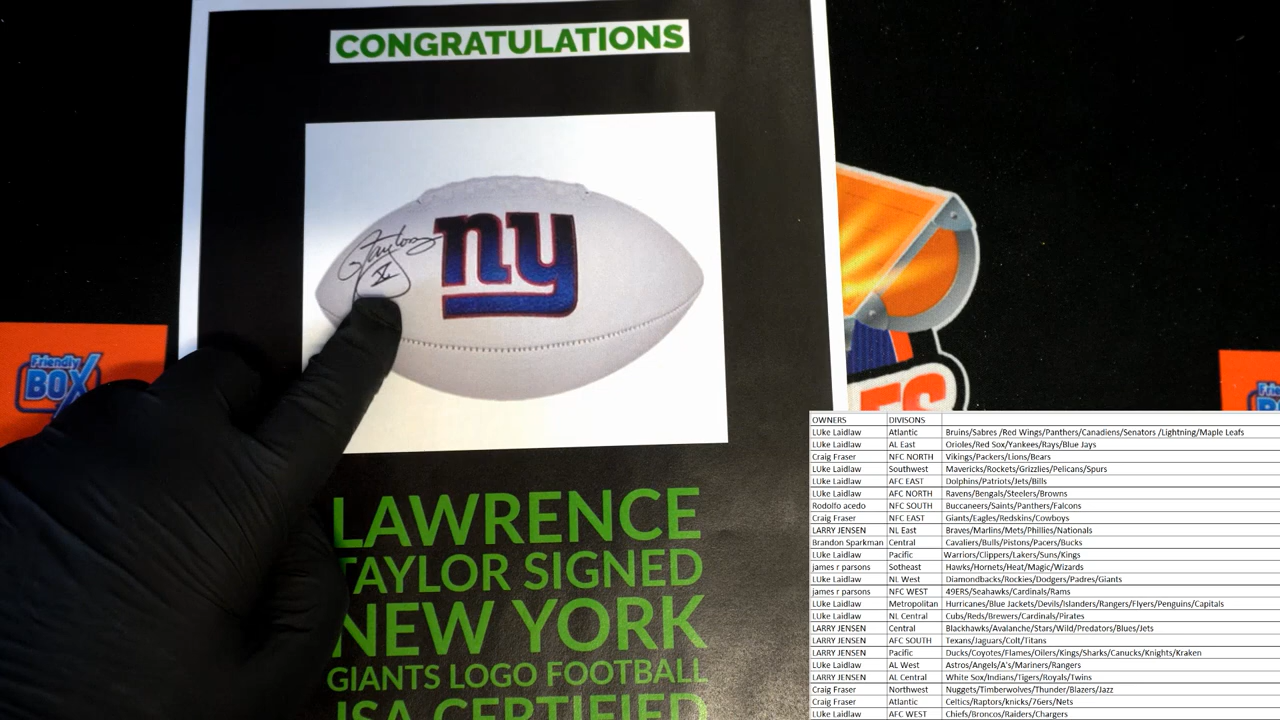 CONGRATULATIONS
Taylor
ny
LAWRENCE
TAYLOR SIGNED
NEW YORK
GIANTS LOGO FOOTBALL
JSA CERTIFIED
Friendly
BOX
ES
OWNERS DIVISONS
LUke Laidlaw Atlantic Bruins/Sabres /Red Wings/Panthers/Canadiens/Senators /Lightning/Maple Leafs
LUke Laidlaw AL East Orioles/Red Sox/Yankees/Rays/Blue Jays
Craig Fraser NFC NORTH Vikings/Packers/Lions/Bears
LUke Laidlaw Southwest Mavericks/Rockets/Grizzlies/Pelicans/Spurs
LUke Laidlaw AFC EAST Dolphins/Patriots/Jets/Bills
LUke Laidlaw AFC NORTH Ravens/Bengals/Steelers/Browns
Rodolfo acedo NFC SOUTH Buccaneers/Saints/Panthers/Falcons
Craig Fraser NFC EAST Giants/Eagles/Redskins/Cowboys
LARRY JENSEN NL East Braves/Marlins/Mets/Phillies/Nationals
Brandon Sparkman Central Cavaliers/Bulls/Pistons/Pacers/Bucks
LUke Laidlaw Pacific Warriors/Clippers/Lakers/Suns/Kings
james r parsons Sotheast Hawks/Hornets/Heat/Magic/Wizards
LUke Laidlaw NL West Diamondbacks/Rockies/Dodgers/Padres/Giants
james r parsons NFC WEST 49ERS/Seahawks/Cardinals/Rams
LUke Laidlaw Metropolitan Hurricanes/Blue Jackets/Devils/Islanders/Rangers/Flyers/Penguins/Capitals
LUke Laidlaw NL Central Cubs/Reds/Brewers/Cardinals/Pirates
LARRY JENSEN Central Blackhawks/Avalanche/Stars/Wild/Predators/Blues/Jets
LARRY JENSEN AFC SOUTH Texans/Jaguars/Colt/Titans
LARRY JENSEN Pacific Ducks/Coyotes/Flames/Oilers/Kings/Sharks/Canucks/Knights/Kraken
LUke Laidlaw AL West Astros/Angels/A's/Mariners/Rangers
LARRY JENSEN AL Central White Sox/Indians/Tigers/Royals/Twins
Craig Fraser Northwest Nuggets/Timberwolves/Thunder/Blazers/Jazz
Craig Fraser Atlantic Celtics/Raptors/knicks/76ers/Nets
LUke Laidlaw AFC WEST Chiefs/Broncos/Raiders/Chargers